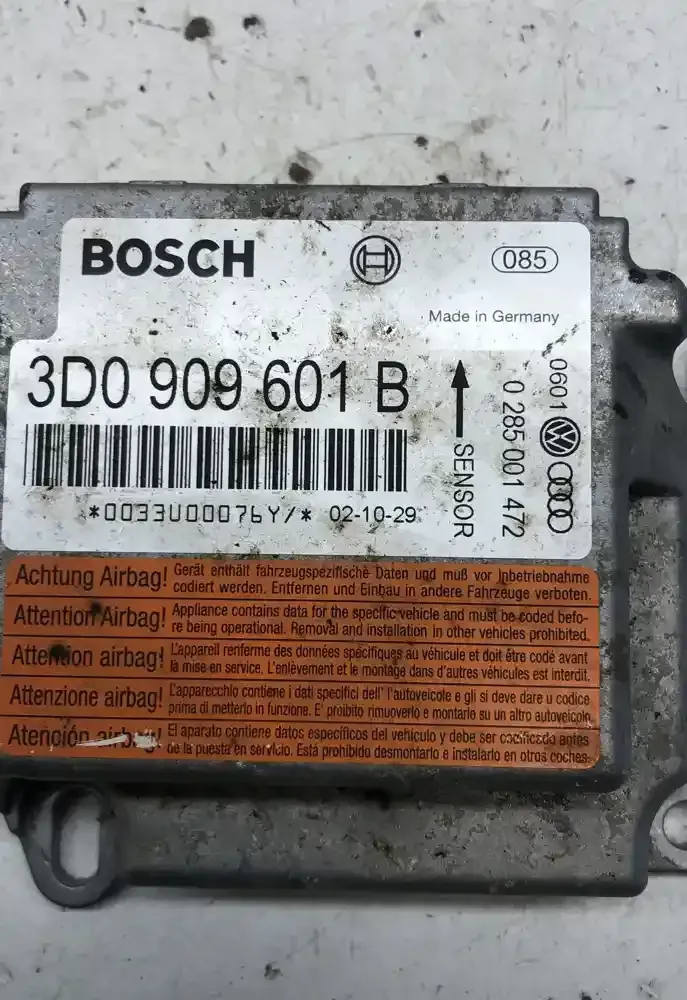 BOSCH
085
Made in Germany
3D0 909 601 B
*0033U00076Y/* 02-10-29
SENSOR
0 285 001 472
0601
Achtung Airbag! Gerät enthält fahrzeugspezifische Daten und muß vor Inbetriebnahme
codiert werden. Entfernen und Einbau in andere Fahrzeuge verboten.
Attention Airbag! Appliance contains data for the specific vehicle and must be coded befo-
re being operational. Removal and installation in other vehicles prohibited.
Attention airbag! L'appareil renferme des données spécifiques au véhicule et doit être codé avant
la mise en service. L'enlèvement et le montage dans d'autres véhicules est interdit.
Attenzione airbag! L'apparecchio contiene i dati specifici dell' l'autoveicolo e gli si deve dare u codice
prima di metterlo in funzione. E' proibito rimuoverlo e montarle su un altro autoveicolo.
Atención airbag! El aparato contiene datos específicos del vehículo y debe ser codificado antes
de la puesta en servicio. Está prohibido desmontarlo e instalarlo en otros coches.